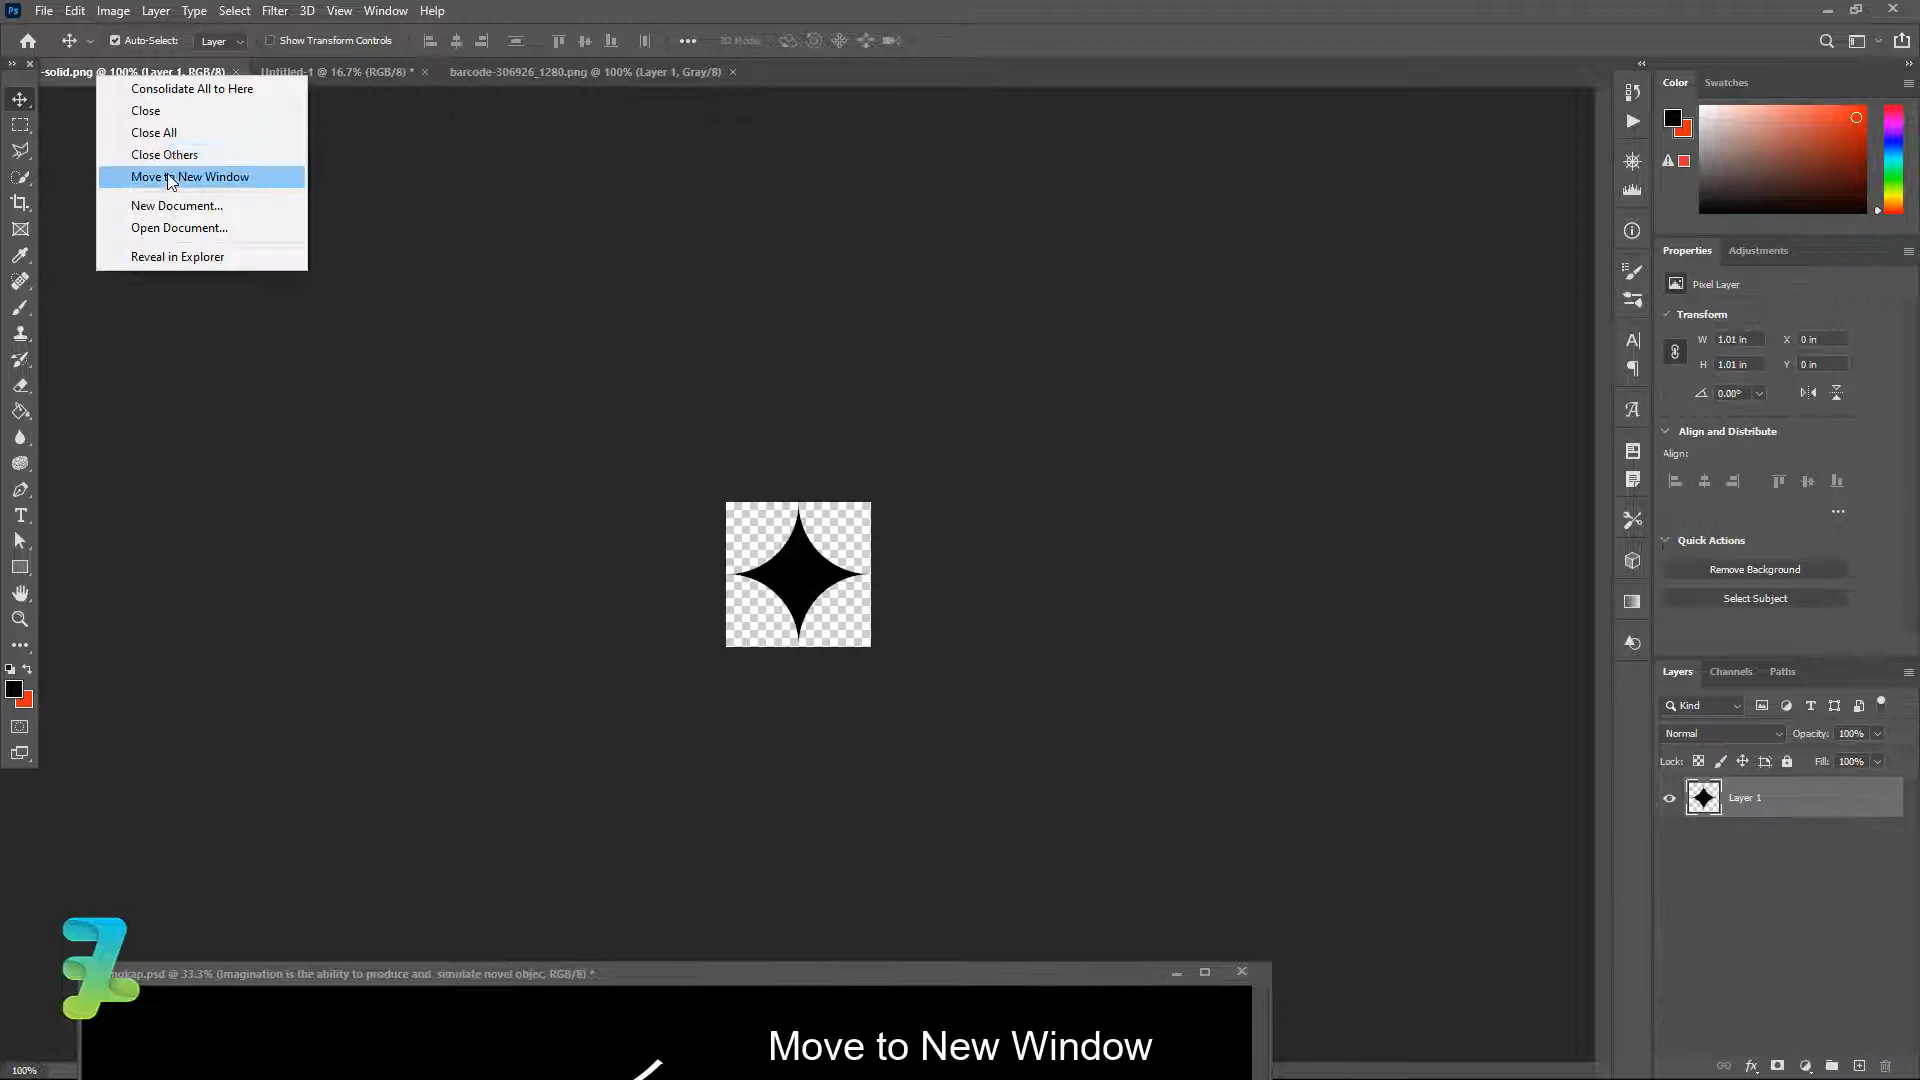 Ps File Edit Image Layer Type Select Filter 3D View Window Help
Auto-Select: Layer Show Transform Controls 3D Mode:
-solid.png @ 100% (Layer 1, RGB/8) × Untitled-1 @ 16.7% (RGB/8) * × barcode-306926_1280.png @ 100% (Layer 1, Gray/8) ×
Consolidate All to Here
Close
Close All
Close Others
Move to New Window
New Document...
Open Document...
Reveal in Explorer
Color Swatches
Properties Adjustments
Pixel Layer
Transform
W 1.01 in X 0 in
H 1.01 in Y 0 in
0.00°
Align and Distribute
Align:
Quick Actions
Remove Background
Select Subject
Layers Channels Paths
Kind
Normal Opacity: 100%
Lock: Fill: 100%
Layer 1
ngkap.psd @ 33.3% (Imagination is the ability to produce and simulate novel objec, RGB/8) *
Move to New Window
100%